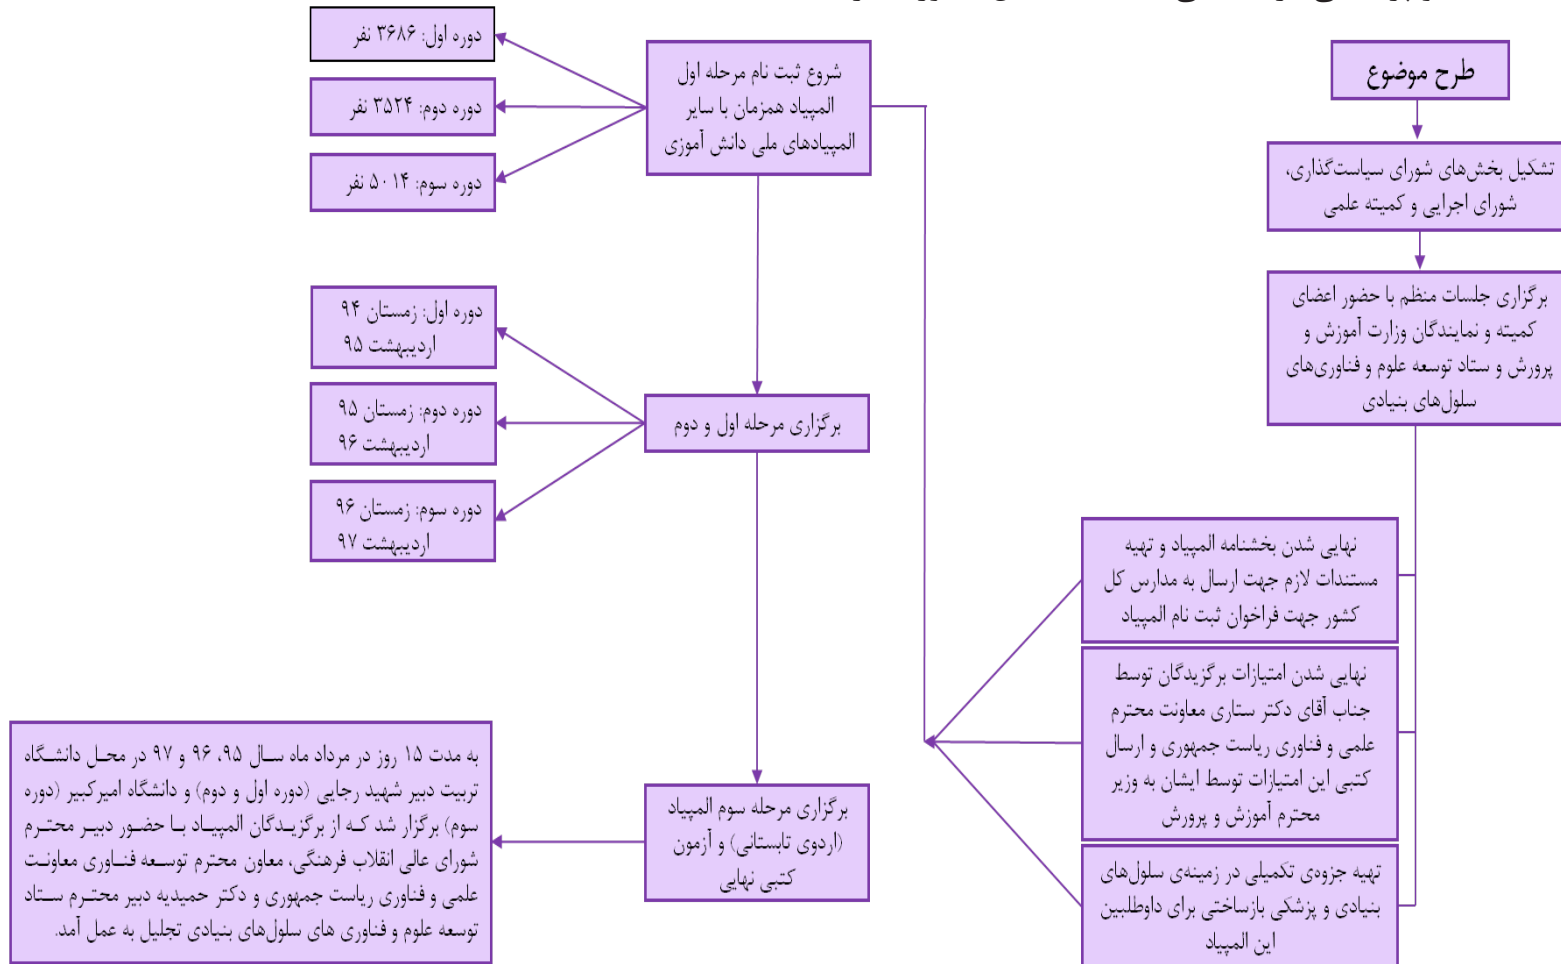 طرح موضوع
تشکیل بخش‌های شورای سیاست‌گذاری،
شورای اجرایی و کمیته علمی
برگزاری جلسات منظم با حضور اعضای
کمیته و نمایندگان وزارت آموزش و
پرورش و ستاد توسعه علوم و فناوری‌های
سلول‌های بنیادی
نهایی شدن بخشنامه المپیاد و تهیه
مستندات لازم جهت ارسال به مدارس کل
کشور جهت فراخوان ثبت نام المپیاد
نهایی شدن امتیازات برگزیدگان توسط
جناب آقای دکتر ستاری معاونت محترم
علمی و فناوری ریاست جمهوری و ارسال
کتبی این امتیازات توسط ایشان به وزیر
محترم آموزش و پرورش
تهیه جزوه‌ی تکمیلی در زمینه‌ی سلول‌های
بنیادی و پزشکی بازساختی برای داوطلبین
این المپیاد
شروع ثبت نام مرحله اول
المپیاد همزمان با سایر
المپیادهای ملی دانش آموزی
دوره اول: ۳۶۸۶ نفر
دوره دوم: ۳۵۲۴ نفر
دوره سوم: ۵۰۱۴ نفر
برگزاری مرحله اول و دوم
دوره اول: زمستان ۹۴
اردیبهشت ۹۵
دوره دوم: زمستان ۹۵
اردیبهشت ۹۶
دوره سوم: زمستان ۹۶
اردیبهشت ۹۷
برگزاری مرحله سوم المپیاد
(اردوی تابستانی) و آزمون
کتبی نهایی
به مدت ۱۵ روز در مرداد ماه سال ۹۵، ۹۶ و ۹۷ در محل دانشگاه
تربیت دبیر شهید رجایی (دوره اول و دوم) و دانشگاه امیرکبیر (دوره
سوم) برگزار شد که از برگزیدگان المپیاد با حضور دبیر محترم
شورای عالی انقلاب فرهنگی، معاون محترم توسعه فناوری معاونت
علمی و فناوری ریاست جمهوری و دکتر حمیدیه دبیر محترم ستاد
توسعه علوم و فناوری های سلول‌های بنیادی تجلیل به عمل آمد.